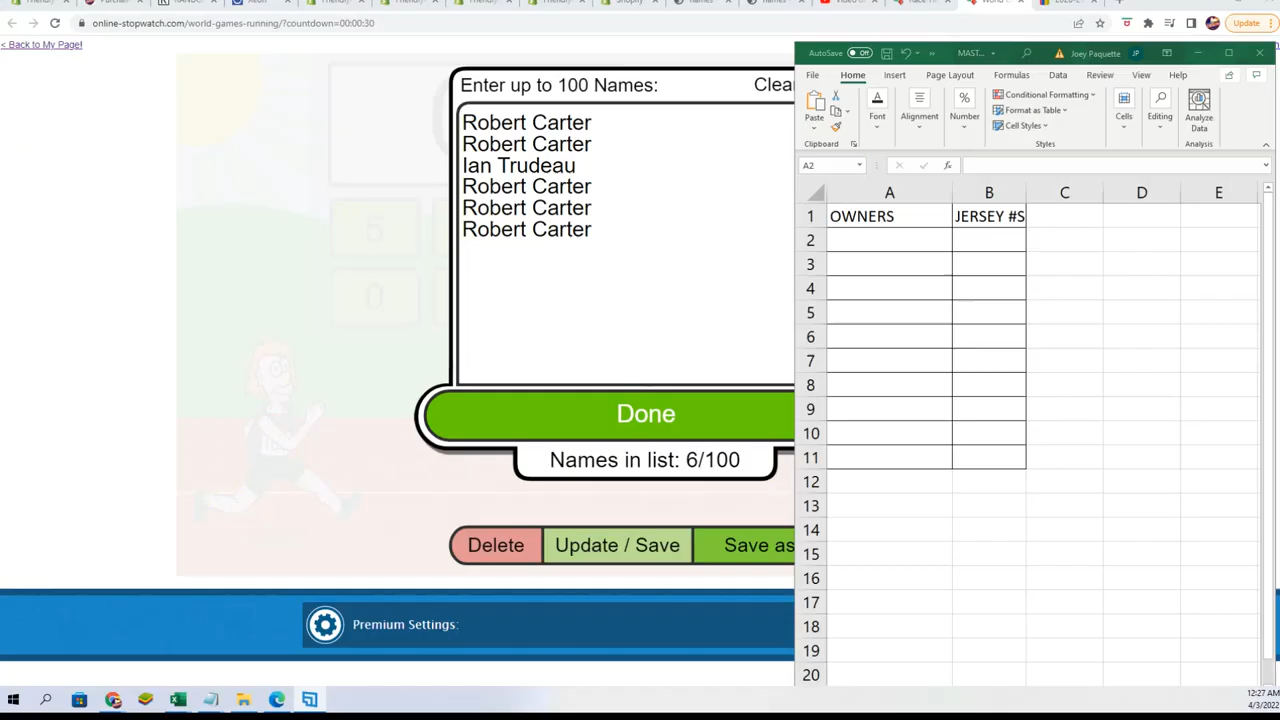 online-stopwatch.com/world-games-running/?countdown=00:00:30
Update
< Back to My Page!
Enter up to 100 Names:
Clea
Robert Carter
Robert Carter
Ian Trudeau
Robert Carter
Robert Carter
Robert Carter
Done
Names in list: 6/100
Delete
Update / Save
Save as
5
0
Premium Settings:
AutoSave Off
MAST...
Joey Paquette
JP
File Home Insert Page Layout Formulas Data Review View Help
Paste
Clipboard
Font
Alignment
Number
Conditional Formatting
Format as Table
Cell Styles
Styles
Cells
Editing
Analyze
Data
Analysis
A2
fx
A B C D E
1 OWNERS JERSEY #S
2
3
4
5
6
7
8
9
10
11
12
13
14
15
16
17
18
19
20
12:27 AM
4/3/2022